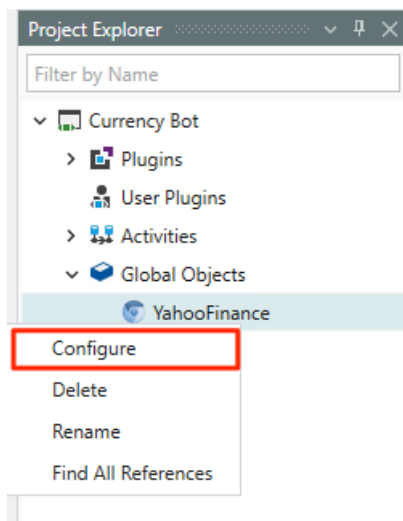 Project Explorer
Filter by Name
Currency Bot
Plugins
User Plugins
Activities
Global Objects
YahooFinance
Configure
Delete
Rename
Find All References